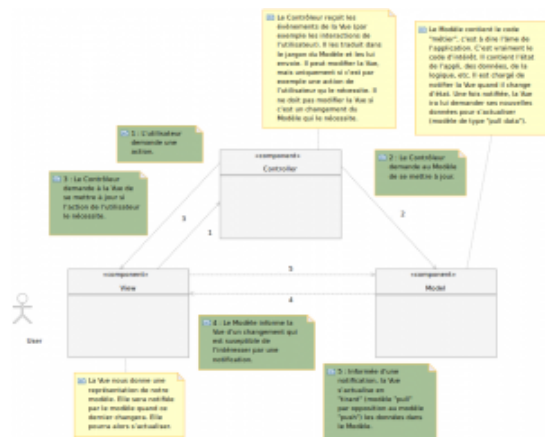 Le Contrôleur reçoit les
évènements de la Vue (par
exemple les interactions de
l'utilisateur). Il les traduit dans
le jargon du Modèle et les lui
envoie. Il peut modifier la Vue,
mais uniquement si c'est par
exemple une action de
l'utilisateur qui le nécessite. Il
ne doit pas modifier la Vue si
c'est un changement du
Modèle qui le nécessite.
Le Modèle contient le code
"métier", c'est à dire l'âme de
l'application. C'est vraiment le
code d'intérêt. Il contient l'état
de l'appli, des données, de la
logique, etc. Il est chargé de
notifier la Vue quand il change
d'état. Une fois notifiée, la Vue
ira lui demander ses nouvelles
données pour s'actualiser
(modèle de type "pull data").
1 : L'utilisateur
demande une
action.
«component»
Controller
2 : Le Contrôleur
demande au Modèle
de se mettre à jour.
3 : Le Contrôleur
demande à la Vue de
se mettre à jour si
l'action de l'utilisateur
le nécessite.
3
1
2
«component»
View
5
4
«component»
Model
User
4 : Le Modèle informe la
Vue d'un changement qui
est susceptible de
l'intéresser par une
notification.
5 : Informée d'une
notification, la Vue
s'actualise en
"tirant" (modèle "pull"
par opposition au modèle
"push") les données dans
le Modèle.
La Vue nous donne une
représentation de notre
modèle. Elle sera notifiée
par le modèle quand ce
dernier changera. Elle
pourra alors s'actualiser.